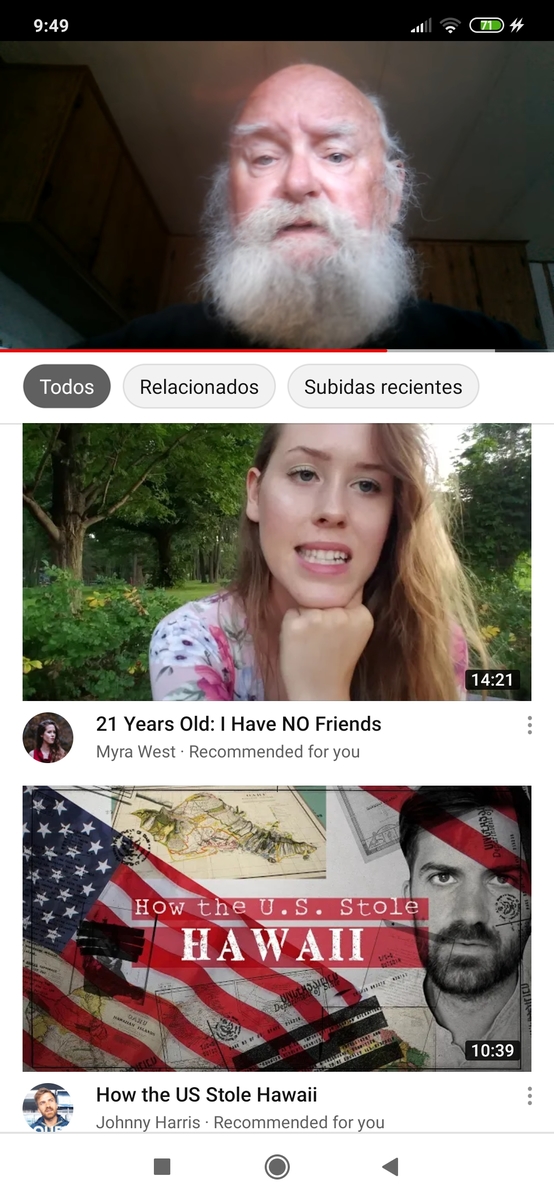 9:49
71
Todos
Relacionados
Subidas recientes
14:21
21 Years Old: I Have NO Friends
Myra West · Recommended for you
How the U.S. Stole
HAWAII
10:39
How the US Stole Hawaii
Johnny Harris · Recommended for you